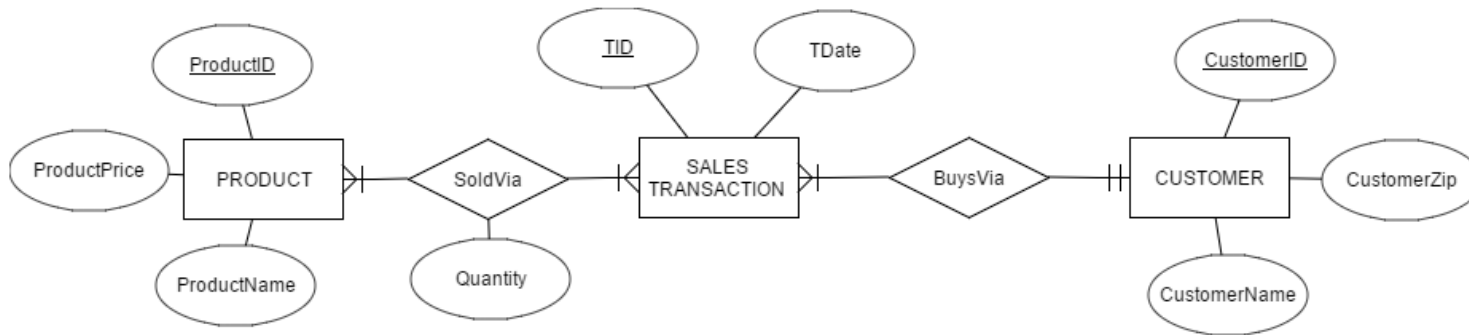 TID
TDate
ProductID
CustomerID
ProductPrice
PRODUCT
SoldVia
SALES
TRANSACTION
BuysVia
CUSTOMER
CustomerZip
ProductName
Quantity
CustomerName